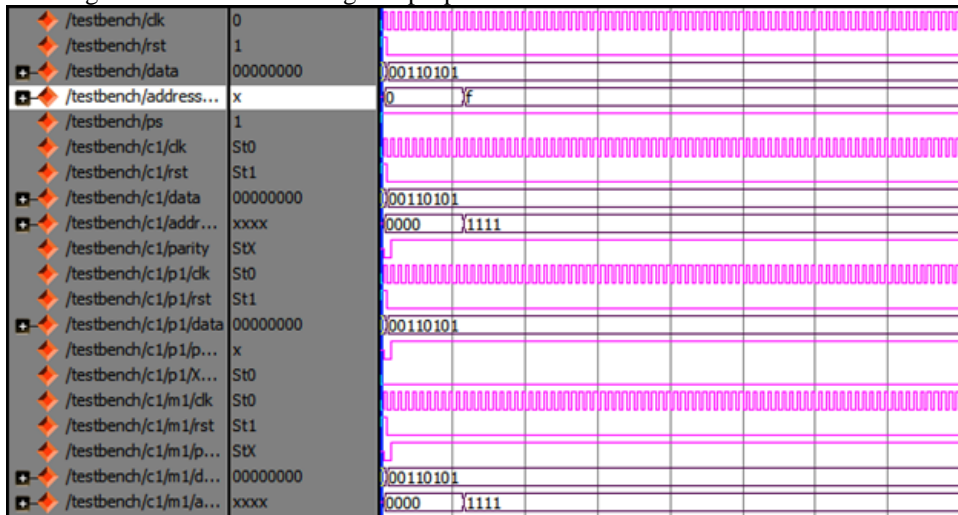 /testbench/clk 0
/testbench/rst 1
/testbench/data 00000000 00110101
/testbench/address... x 0 f
/testbench/ps 1
/testbench/c1/clk St0
/testbench/c1/rst St1
/testbench/c1/data 00000000 00110101
/testbench/c1/addr... xxxx 0000 1111
/testbench/c1/parity StX
/testbench/c1/p1/clk St0
/testbench/c1/p1/rst St1
/testbench/c1/p1/data 00000000 00110101
/testbench/c1/p1/p... x
/testbench/c1/p1/X... St0
/testbench/c1/m1/clk St0
/testbench/c1/m1/rst St1
/testbench/c1/m1/p... StX
/testbench/c1/m1/d... 00000000 00110101
/testbench/c1/m1/a... xxxx 0000 1111